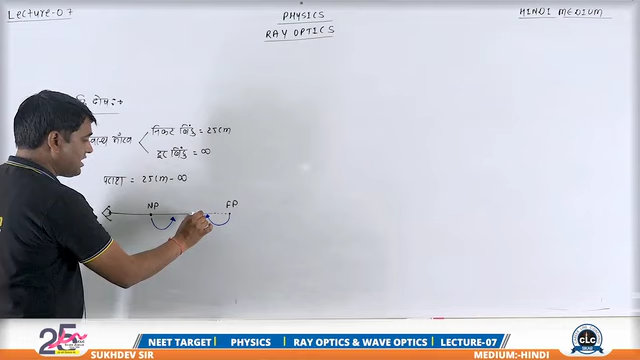 Lecture-07
PHYSICS
HINDI MEDIUM
RAY OPTICS
दोष :→
निकट बिंदु = 25cm
दूर बिंदु = ∞
= 25cm - ∞
NP FP
25
CLC
NEET TARGET PHYSICS RAY OPTICS & WAVE OPTICS LECTURE-07
SUKHDEV SIR MEDIUM:-HINDI